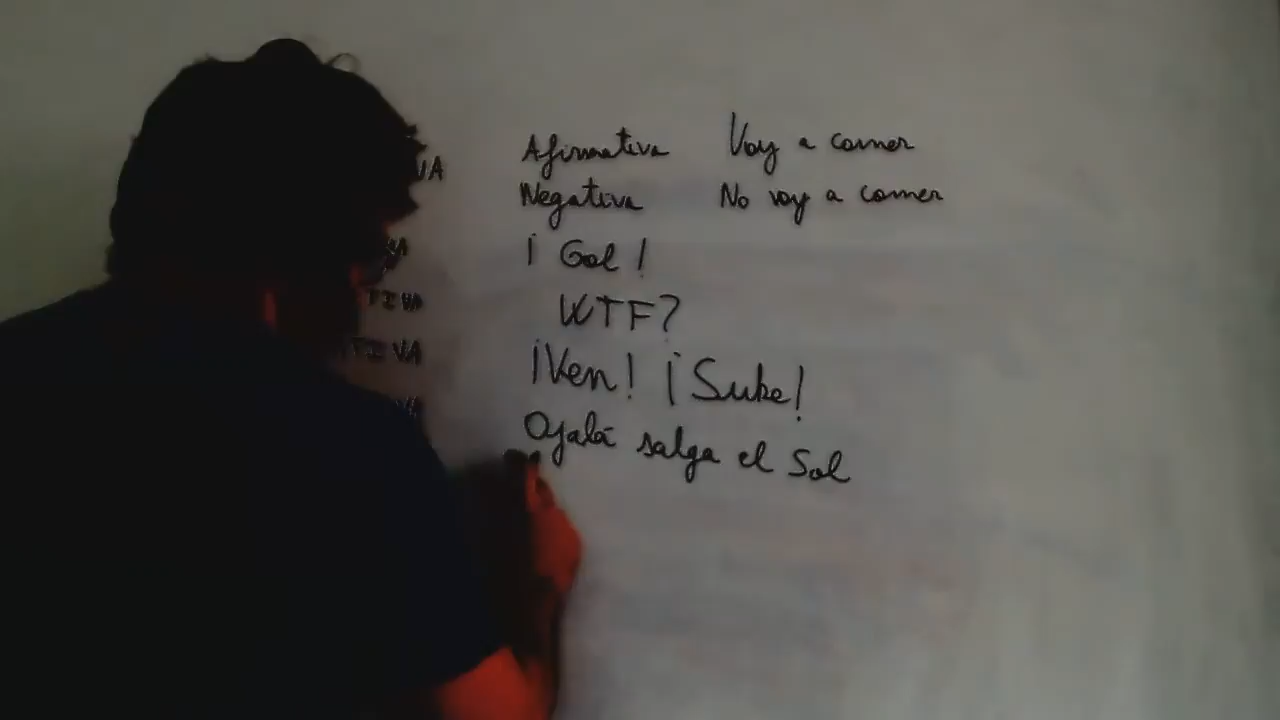 Afirmativa Voy a comer
Negativa No voy a comer
¡ Gol !
WTF?
¡Ven! ¡Sube!
Ojalá salga el Sol